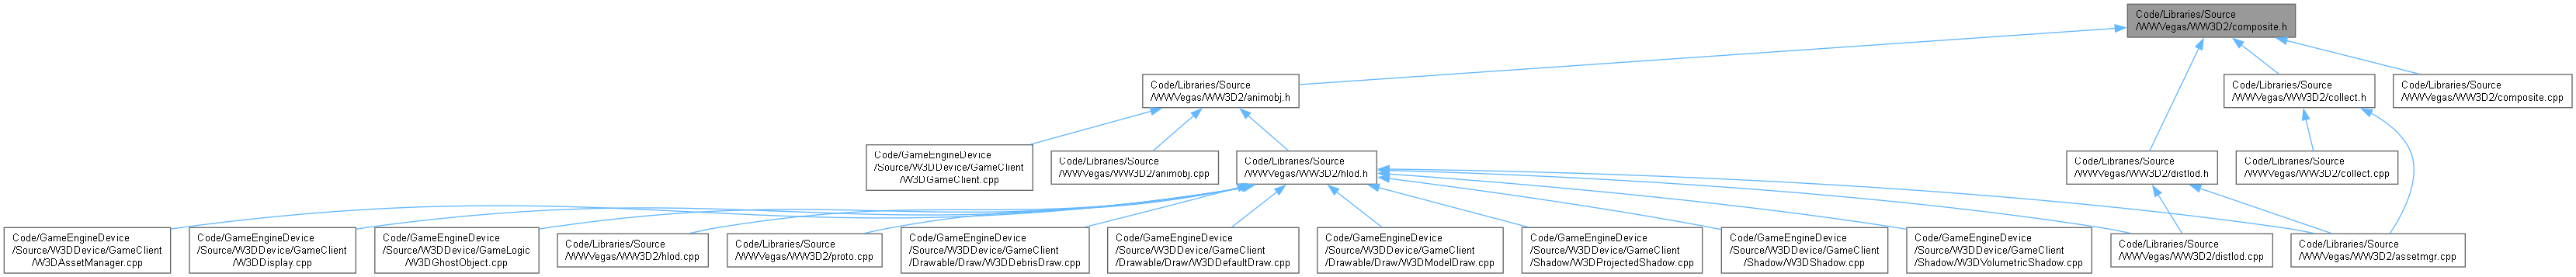 Code/Libraries/Source
/WWVegas/WW3D2/composite.h
Code/Libraries/Source
/WWVegas/WW3D2/animobj.h
Code/Libraries/Source
/WWVegas/WW3D2/collect.h
Code/Libraries/Source
/WWVegas/WW3D2/composite.cpp
Code/GameEngineDevice
/Source/W3DDevice/GameClient
/W3DGameClient.cpp
Code/Libraries/Source
/WWVegas/WW3D2/animobj.cpp
Code/Libraries/Source
/WWVegas/WW3D2/hlod.h
Code/Libraries/Source
/WWVegas/WW3D2/distlod.h
Code/Libraries/Source
/WWVegas/WW3D2/collect.cpp
Code/GameEngineDevice
/Source/W3DDevice/GameClient
/W3DAssetManager.cpp
Code/GameEngineDevice
/Source/W3DDevice/GameClient
/W3DDisplay.cpp
Code/GameEngineDevice
/Source/W3DDevice/GameLogic
/W3DGhostObject.cpp
Code/Libraries/Source
/WWVegas/WW3D2/hlod.cpp
Code/Libraries/Source
/WWVegas/WW3D2/proto.cpp
Code/GameEngineDevice
/Source/W3DDevice/GameClient
/Drawable/Draw/W3DDebrisDraw.cpp
Code/GameEngineDevice
/Source/W3DDevice/GameClient
/Drawable/Draw/W3DDefaultDraw.cpp
Code/GameEngineDevice
/Source/W3DDevice/GameClient
/Drawable/Draw/W3DModelDraw.cpp
Code/GameEngineDevice
/Source/W3DDevice/GameClient
/Shadow/W3DProjectedShadow.cpp
Code/GameEngineDevice
/Source/W3DDevice/GameClient
/Shadow/W3DShadow.cpp
Code/GameEngineDevice
/Source/W3DDevice/GameClient
/Shadow/W3DVolumetricShadow.cpp
Code/Libraries/Source
/WWVegas/WW3D2/distlod.cpp
Code/Libraries/Source
/WWVegas/WW3D2/assetmgr.cpp